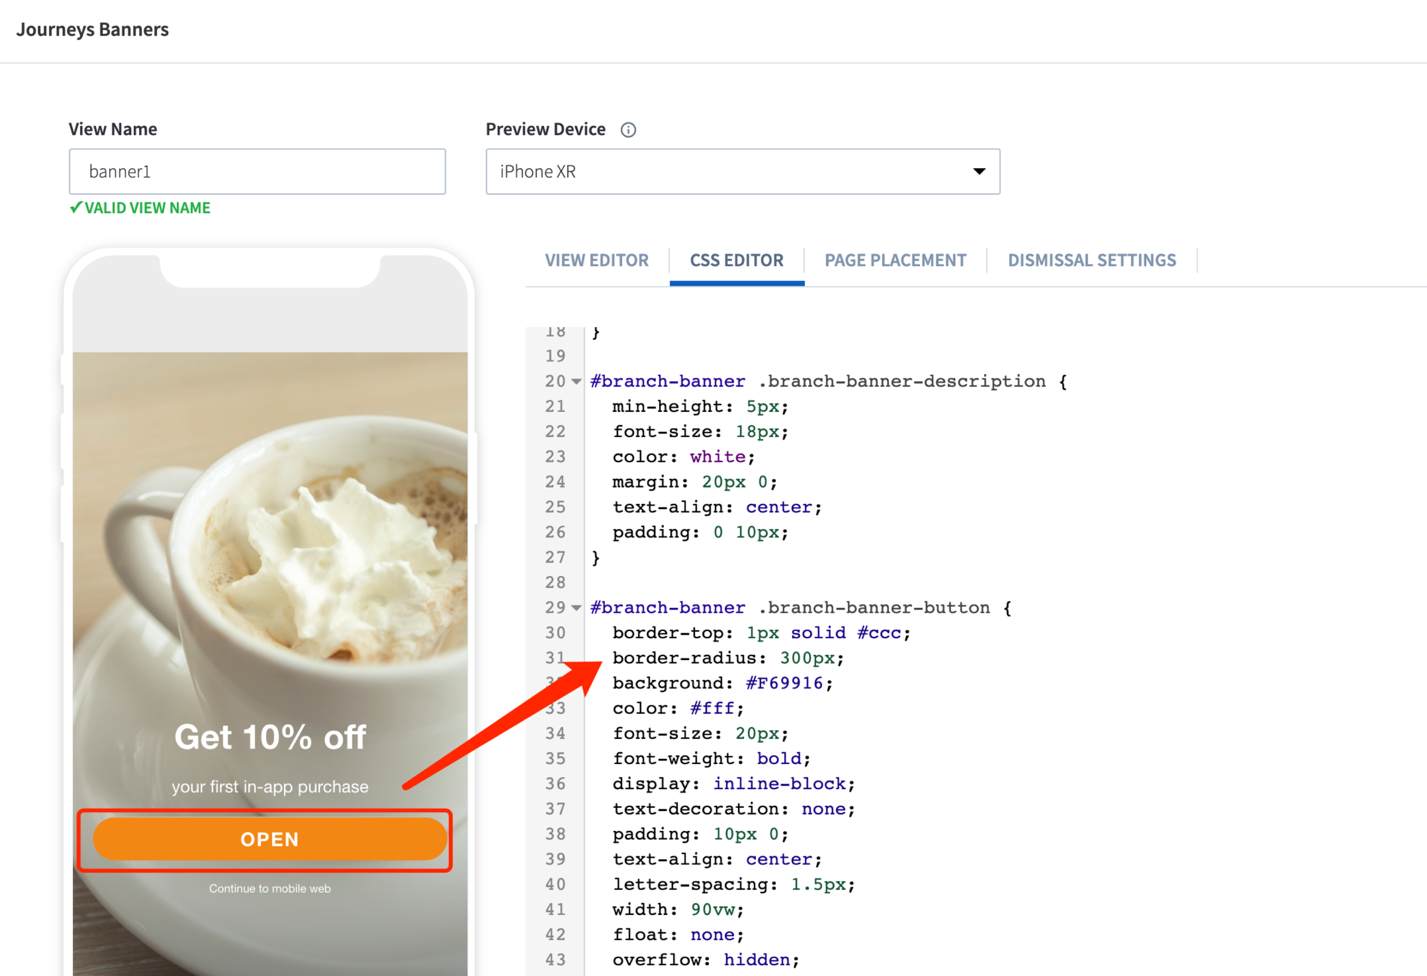 Journeys Banners
View Name
Preview Device
banner1
iPhone XR
✓VALID VIEW NAME
VIEW EDITOR
CSS EDITOR
PAGE PLACEMENT
DISMISSAL SETTINGS
Get 10% off
your first in-app purchase
OPEN
Continue to mobile web
18 }
19
20 #branch-banner .branch-banner-description {
21 min-height: 5px;
22 font-size: 18px;
23 color: white;
24 margin: 20px 0;
25 text-align: center;
26 padding: 0 10px;
27 }
28
29 #branch-banner .branch-banner-button {
30 border-top: 1px solid #ccc;
31 border-radius: 300px;
32 background: #F69916;
33 color: #fff;
34 font-size: 20px;
35 font-weight: bold;
36 display: inline-block;
37 text-decoration: none;
38 padding: 10px 0;
39 text-align: center;
40 letter-spacing: 1.5px;
41 width: 90vw;
42 float: none;
43 overflow: hidden;